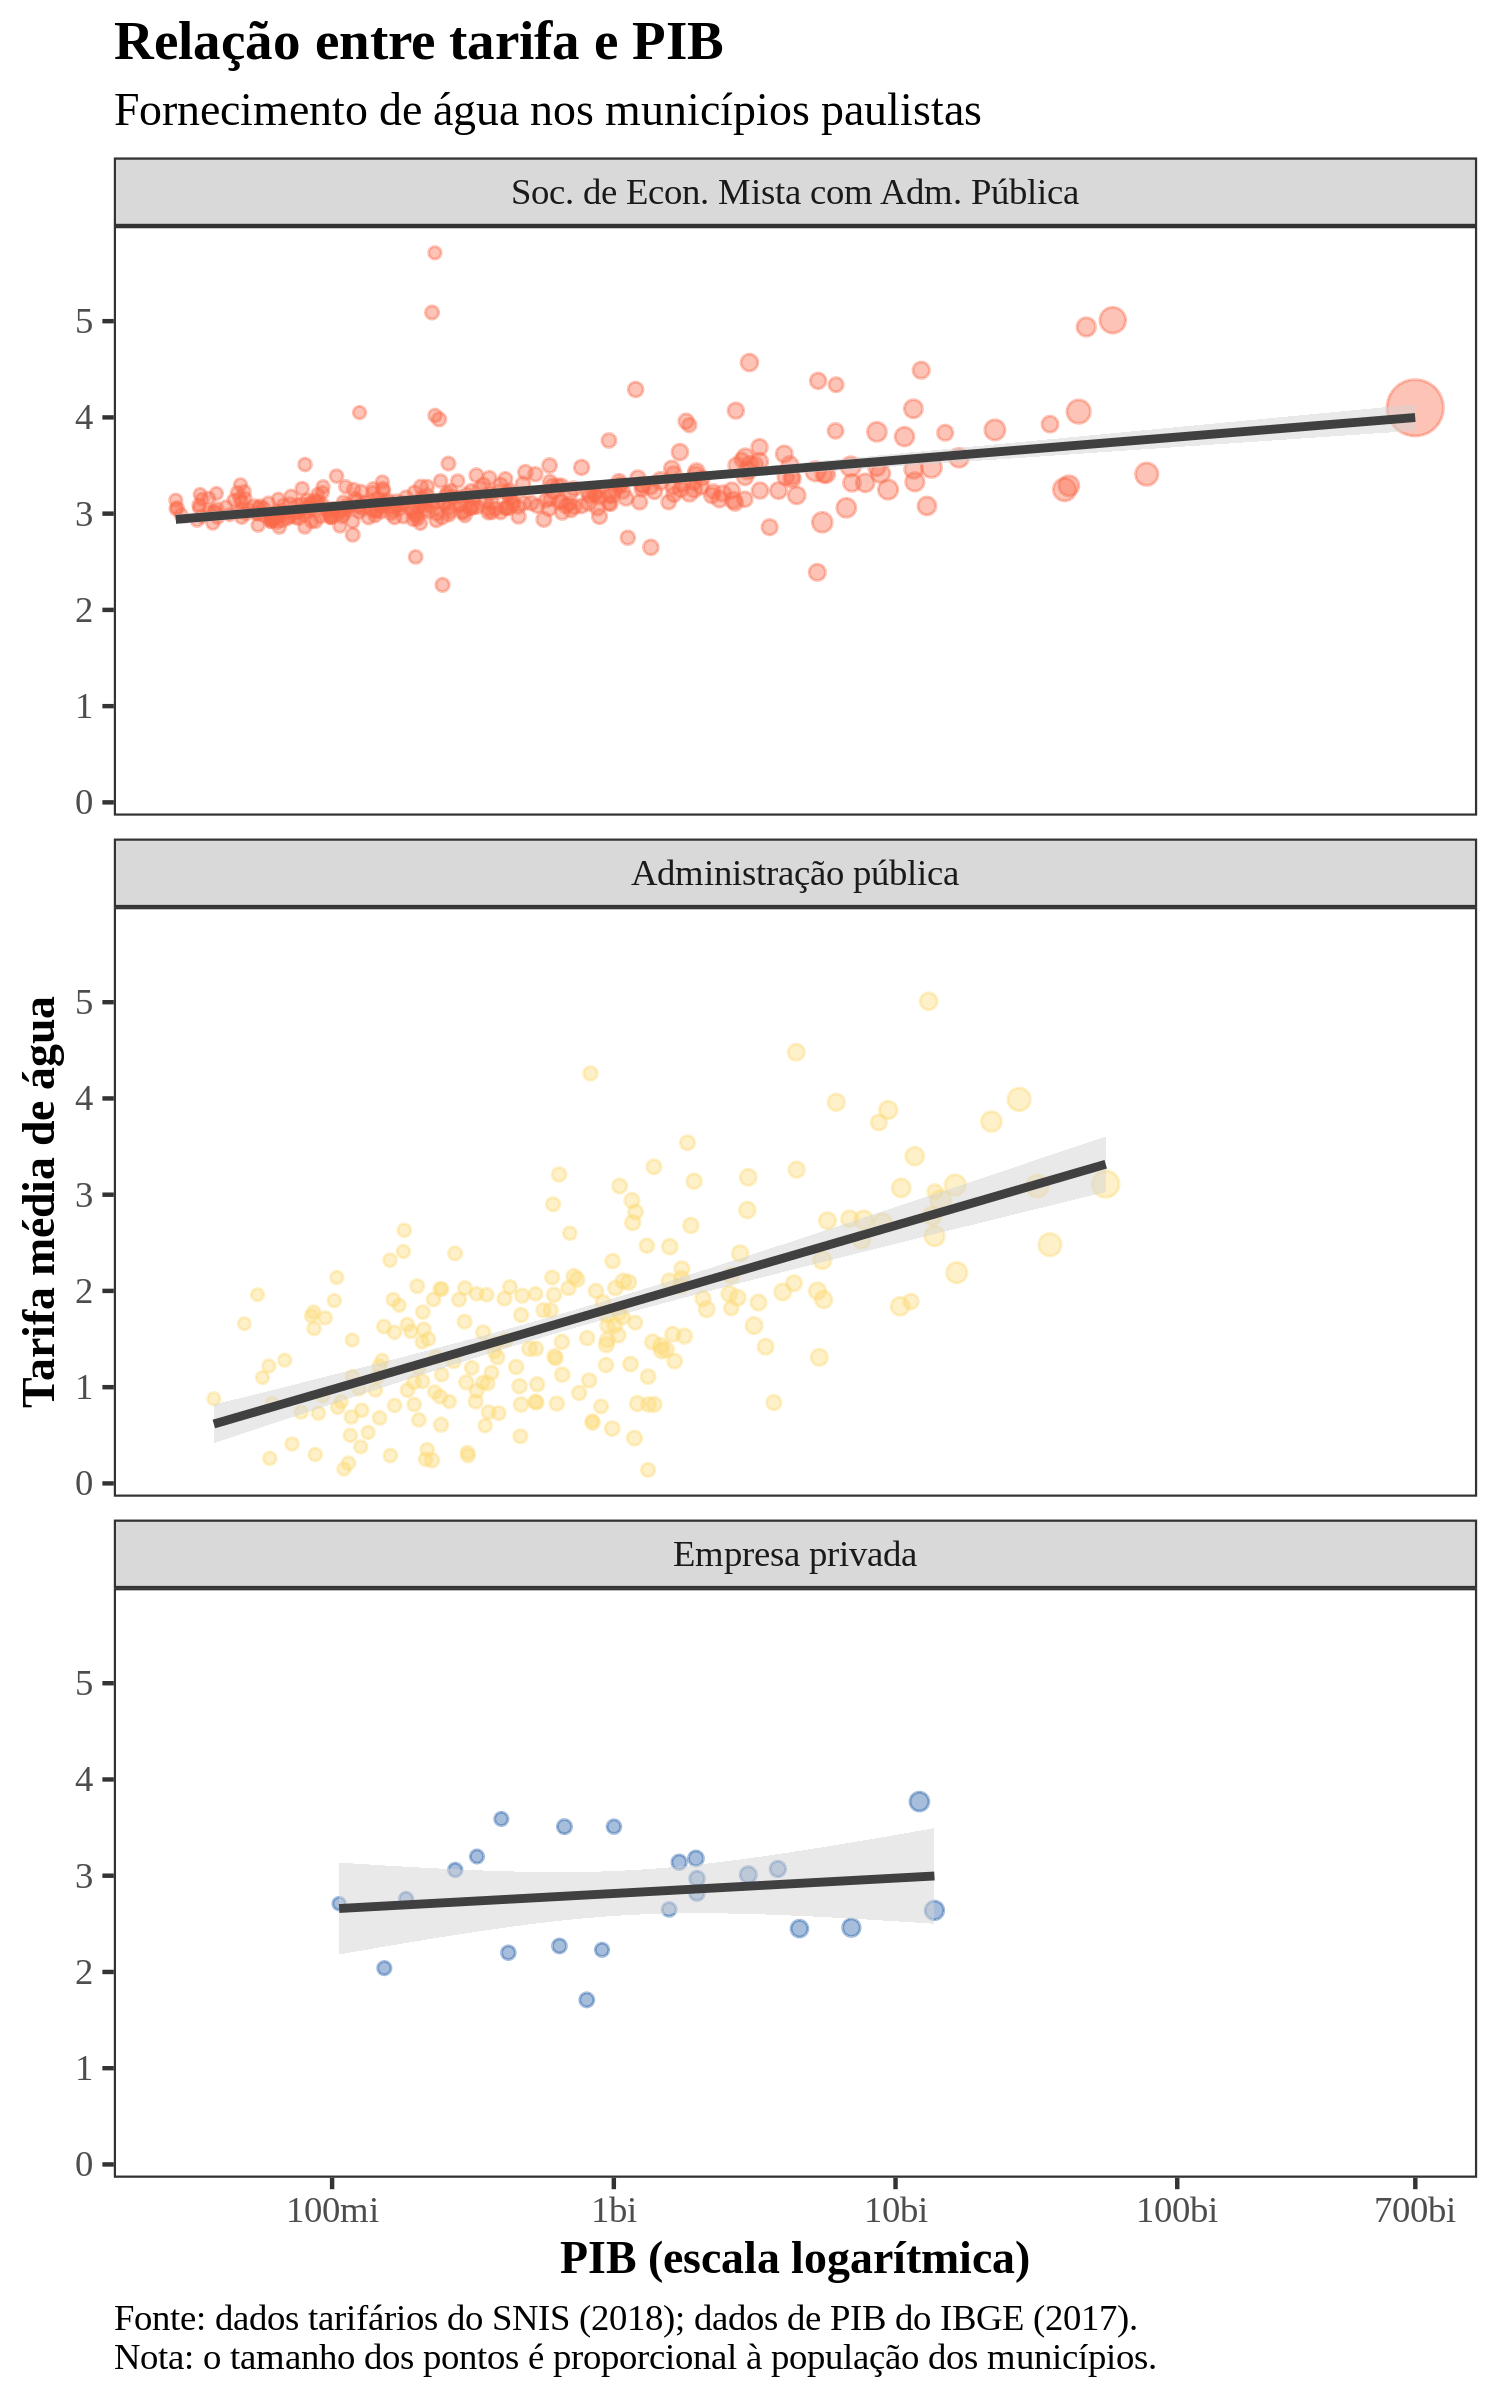 Relação entre tarifa e PIB
Fornecimento de água nos municípios paulistas
Soc. de Econ. Mista com Adm. Pública
5
4
3
2
1
0
Administração pública
Tarifa média de água
5
4
3
2
1
0
Empresa privada
5
4
3
2
1
0
100mi 1bi 10bi 100bi 700bi
PIB (escala logarítmica)
Fonte: dados tarifários do SNIS (2018); dados de PIB do IBGE (2017).
Nota: o tamanho dos pontos é proporcional à população dos municípios.